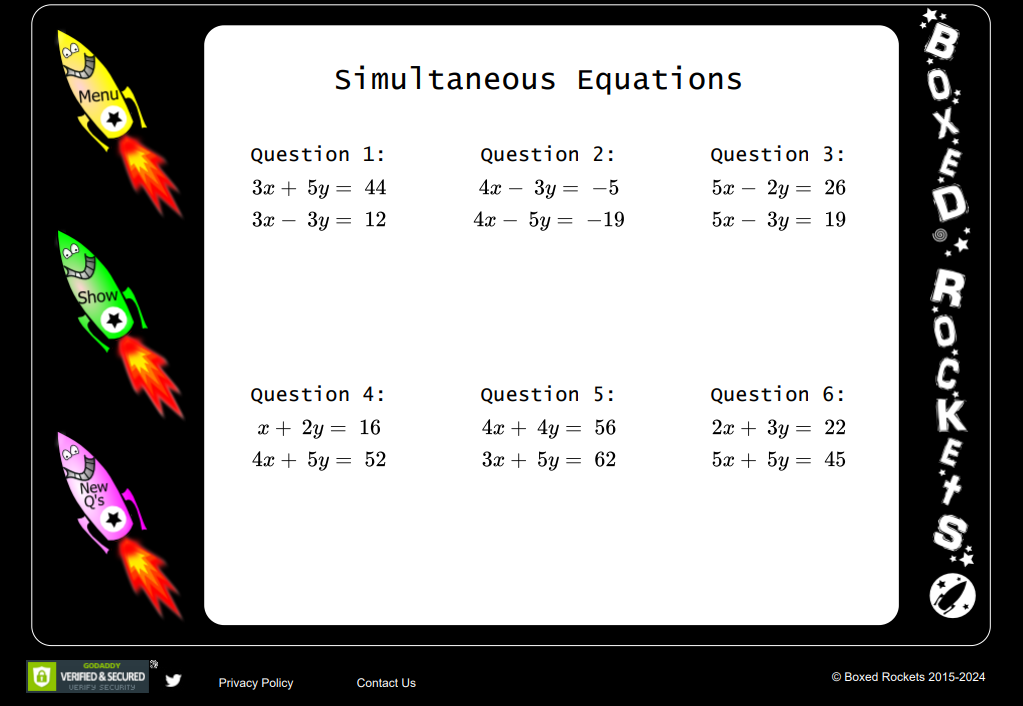 Menu
Show
New
Q's
Simultaneous Equations
Question 1:
3x + 5y = 44
3x − 3y = 12
Question 2:
4x − 3y = −5
4x − 5y = −19
Question 3:
5x − 2y = 26
5x − 3y = 19
Question 4:
x + 2y = 16
4x + 5y = 52
Question 5:
4x + 4y = 56
3x + 5y = 62
Question 6:
2x + 3y = 22
5x + 5y = 45
BOXED ROCKETS
GODADDY
VERIFIED & SECURED
VERIFY SECURITY
Privacy Policy
Contact Us
© Boxed Rockets 2015-2024